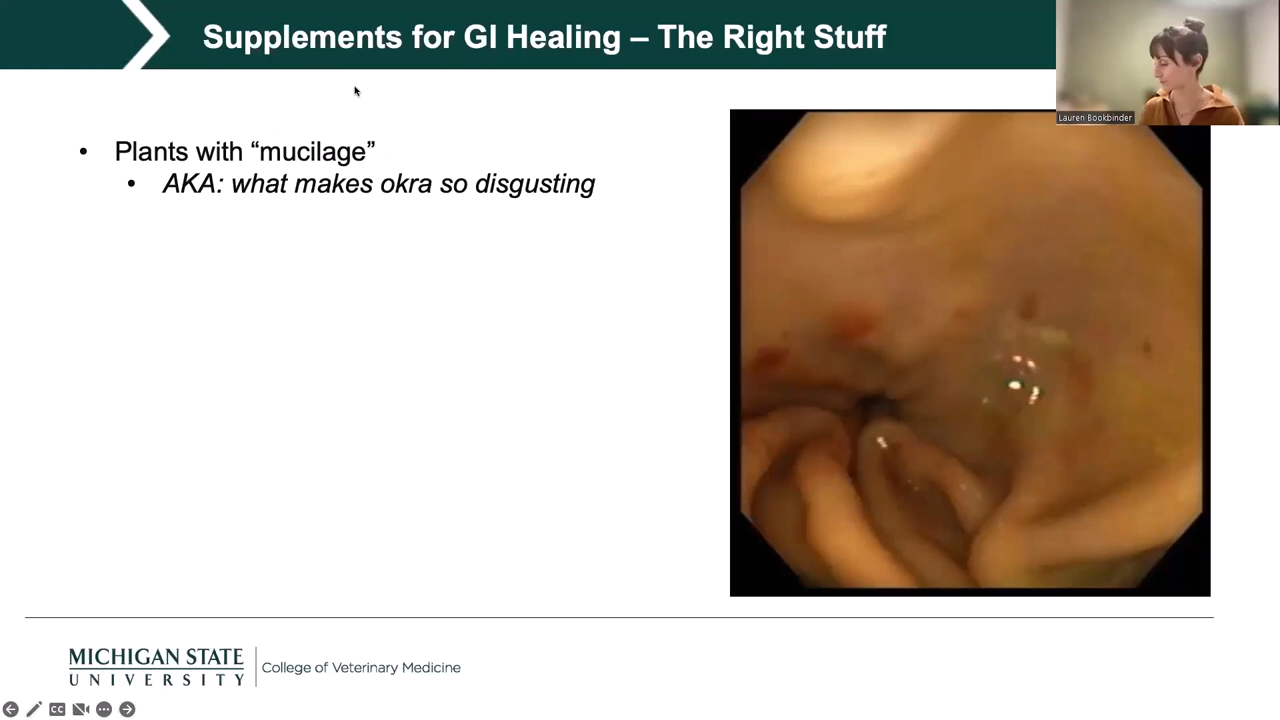 Supplements for GI Healing – The Right Stuff
Lauren Bookbinder
• Plants with “mucilage”
• AKA: what makes okra so disgusting
MICHIGAN STATE
UNIVERSITY
College of Veterinary Medicine
CC